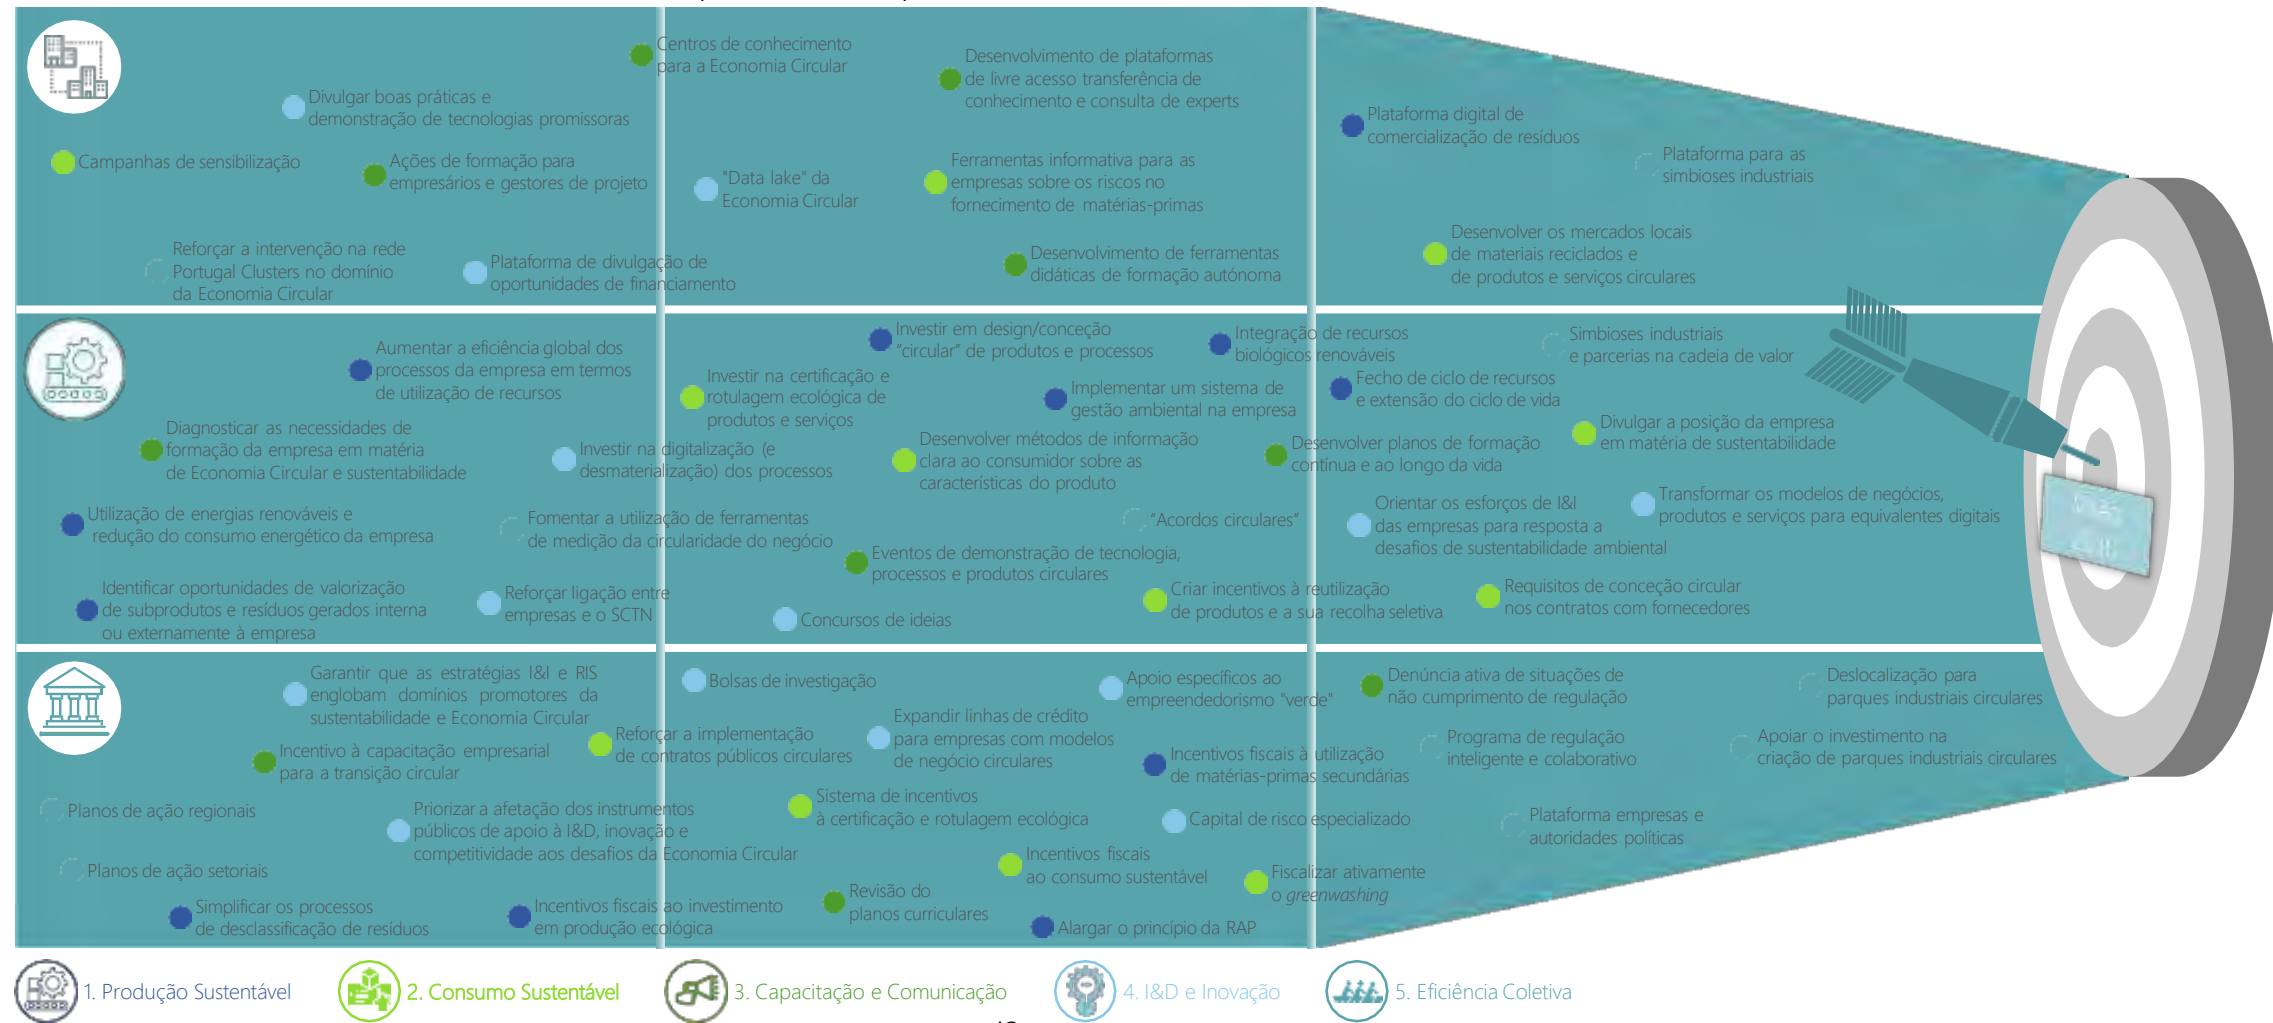 Centros de conhecimento
para a Economia Circular
Desenvolvimento de plataformas
de livre acesso transferência de
conhecimento e consulta de experts
Divulgar boas práticas e
demonstração de tecnologias promissoras
Plataforma digital de
comercialização de resíduos
Campanhas de sensibilização
Ações de formação para
empresários e gestores de projeto
"Data lake" da
Economia Circular
Ferramentas informativa para as
empresas sobre os riscos no
fornecimento de matérias-primas
Plataforma para as
simbioses industriais
Reforçar a intervenção na rede
Portugal Clusters no domínio
da Economia Circular
Plataforma de divulgação de
oportunidades de financiamento
Desenvolvimento de ferramentas
didáticas de formação autónoma
Desenvolver os mercados locais
de materiais reciclados e
de produtos e serviços circulares
Aumentar a eficiência global dos
processos da empresa em termos
de utilização de recursos
Investir em design/conceção
"circular" de produtos e processos
Integração de recursos
biológicos renováveis
Simbioses industriais
e parcerias na cadeia de valor
Investir na certificação e
rotulagem ecológica de
produtos e serviços
Implementar um sistema de
gestão ambiental na empresa
Fecho de ciclo de recursos
e extensão do ciclo de vida
Diagnosticar as necessidades de
formação da empresa em matéria
de Economia Circular e sustentabilidade
Investir na digitalização (e
desmaterialização) dos processos
Desenvolver métodos de informação
clara ao consumidor sobre as
características do produto
Desenvolver planos de formação
contínua e ao longo da vida
Divulgar a posição da empresa
em matéria de sustentabilidade
Utilização de energias renováveis e
redução do consumo energético da empresa
Fomentar a utilização de ferramentas
de medição da circularidade do negócio
"Acordos circulares"
Orientar os esforços de I&I
das empresas para resposta a
desafios de sustentabilidade ambiental
Transformar os modelos de negócios,
produtos e serviços para equivalentes digitais
Eventos de demonstração de tecnologia,
processos e produtos circulares
Identificar oportunidades de valorização
de subprodutos e resíduos gerados interna
ou externamente à empresa
Reforçar ligação entre
empresas e o SCTN
Concursos de ideias
Criar incentivos à reutilização
de produtos e a sua recolha seletiva
Requisitos de conceção circular
nos contratos com fornecedores
Garantir que as estratégias I&I e RIS
englobam domínios promotores da
sustentabilidade e Economia Circular
Bolsas de investigação
Apoio específicos ao
empreendedorismo "verde"
Denúncia ativa de situações de
não cumprimento de regulação
Deslocalização para
parques industriais circulares
Incentivo à capacitação empresarial
para a transição circular
Reforçar a implementação
de contratos públicos circulares
Expandir linhas de crédito
para empresas com modelos
de negócio circulares
Incentivos fiscais à utilização
de matérias-primas secundárias
Programa de regulação
inteligente e colaborativo
Apoiar o investimento na
criação de parques industriais circulares
Planos de ação regionais
Priorizar a afetação dos instrumentos
públicos de apoio à I&D, inovação e
competitividade aos desafios da Economia Circular
Sistema de incentivos
à certificação e rotulagem ecológica
Capital de risco especializado
Plataforma empresas e
autoridades políticas
Planos de ação setoriais
Incentivos fiscais
ao consumo sustentável
Fiscalizar ativamente
o greenwashing
Simplificar os processos
de desclassificação de resíduos
Incentivos fiscais ao investimento
em produção ecológica
Revisão do
planos curriculares
Alargar o princípio da RAP
1. Produção Sustentável
2. Consumo Sustentável
3. Capacitação e Comunicação
4. I&D e Inovação
5. Eficiência Coletiva